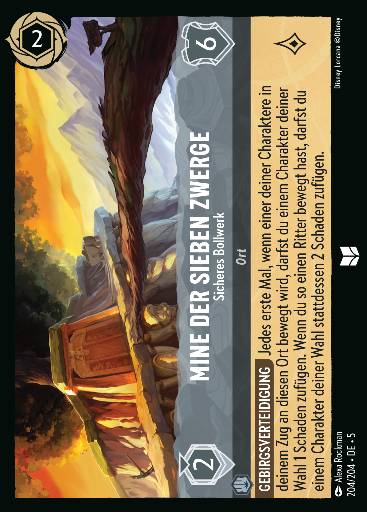 2
6
MINE DER SIEBEN ZWERGE
Sicheres Bollwerk
2
Ort
GEBIRGSVERTEIDIGUNG Jedes erste Mal, wenn einer deiner Charaktere in
deinem Zug an diesen Ort bewegt wird, darfst du einem Charakter deiner
Wahl 1 Schaden zufügen. Wenn du so einen Ritter bewegt hast, darfst du
einem Charakter deiner Wahl stattdessen 2 Schaden zufügen.
Alexa Rockman
204/204 • DE • 5
Disney Lorcana ©Disney